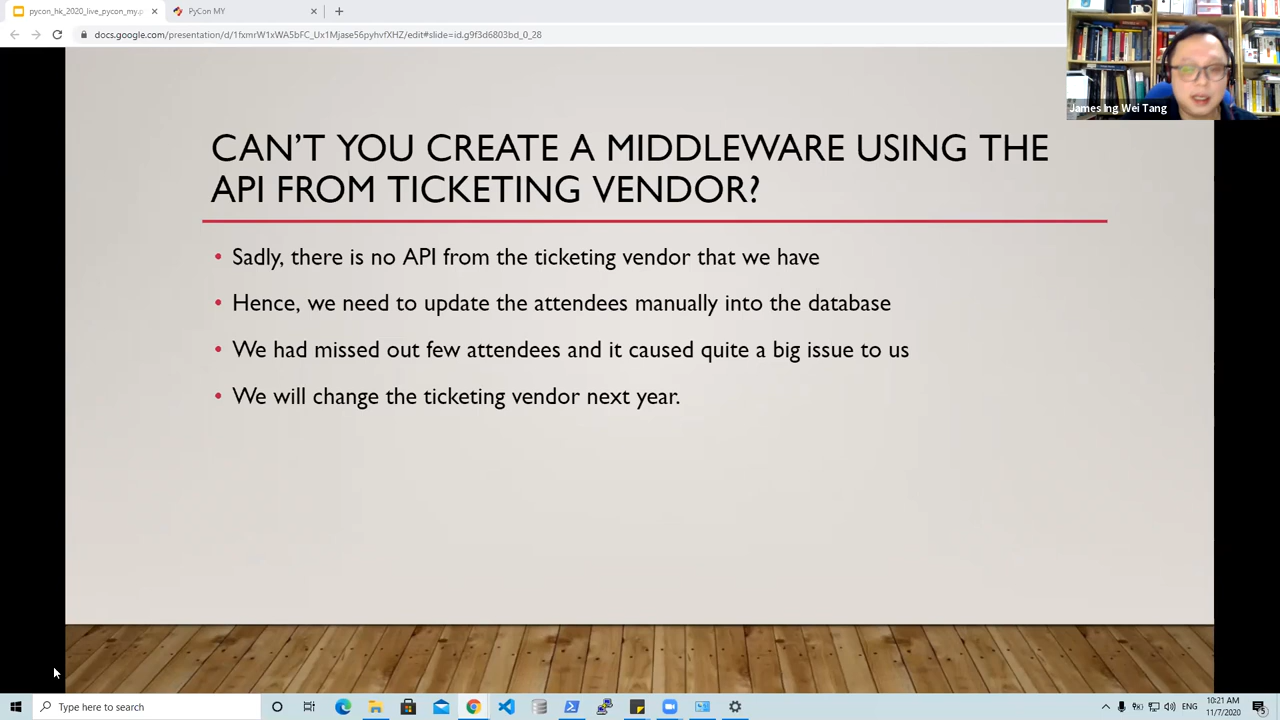 pycon_hk_2020_live_pycon_my.p
PyCon MY
docs.google.com/presentation/d/1fxmrW1xWA5bFC_Ux1Mjase56pyhvfXHZ/edit#slide=id.g9f3d6803bd_0_28
James Ing Wei Tang
CAN'T YOU CREATE A MIDDLEWARE USING THE
API FROM TICKETING VENDOR?
• Sadly, there is no API from the ticketing vendor that we have
• Hence, we need to update the attendees manually into the database
• We had missed out few attendees and it caused quite a big issue to us
• We will change the ticketing vendor next year.
Type here to search
ENG
10:21 AM
11/7/2020
5